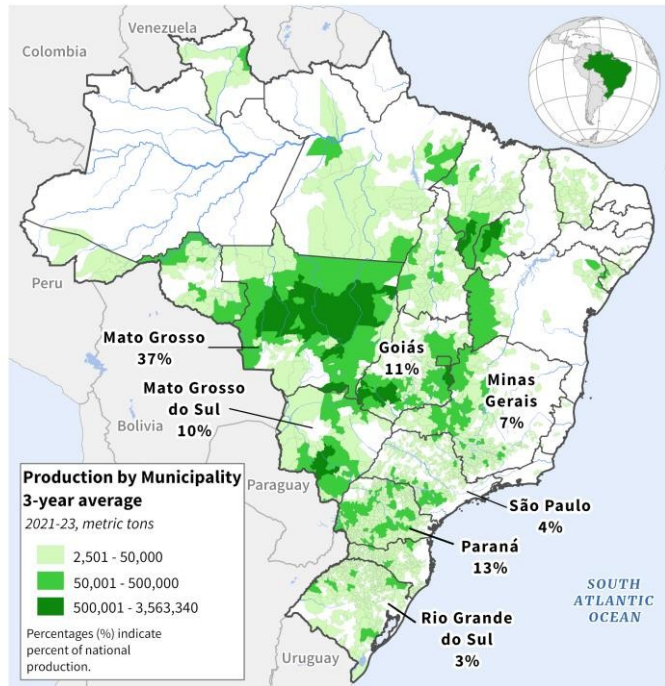 Venezuela
Colombia
Peru
Mato Grosso
37%
Goiás
11%
Mato Grosso
do Sul
10%
Minas
Gerais
7%
Bolivia
Production by Municipality
3-year average
2021-23, metric tons
2,501 - 50,000
50,001 - 500,000
500,001 - 3,563,340
Percentages (%) indicate
percent of national
production.
Paraguay
São Paulo
4%
Paraná
13%
SOUTH
ATLANTIC
OCEAN
Rio Grande
do Sul
3%
Uruguay